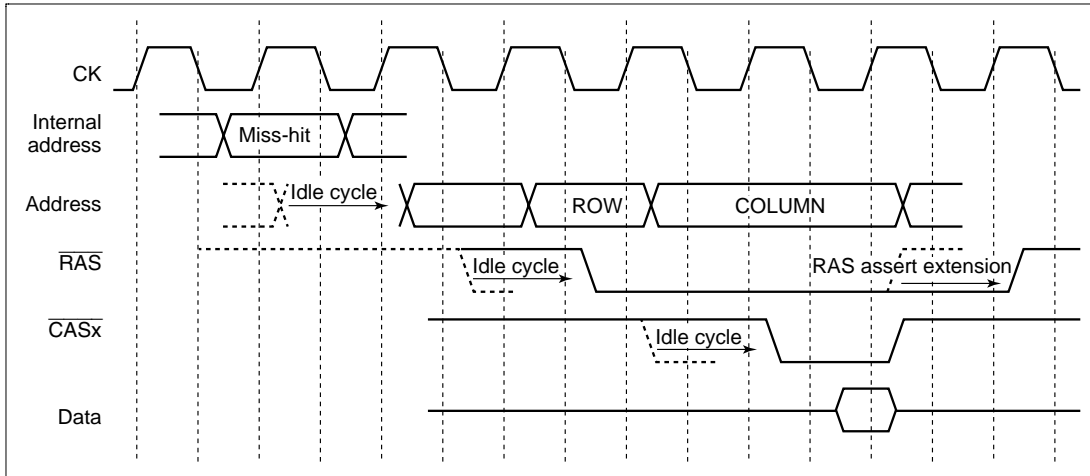 CK
Internal
address
Miss-hit
Address
Idle cycle
ROW
COLUMN
RAS
Idle cycle
RAS assert extension
CASx
Idle cycle
Data